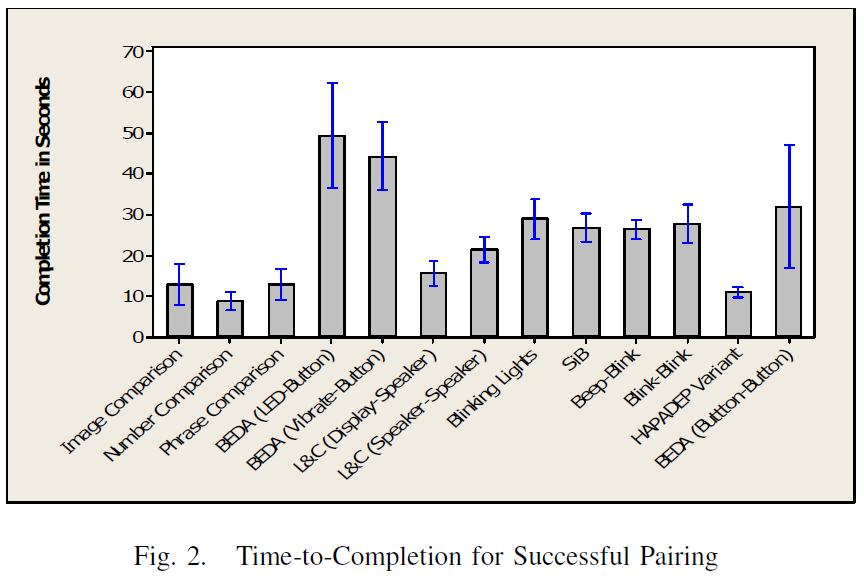 Completion Time in Seconds
70
60
50
40
30
20
10
0
Image Comparison
Number Comparison
Phrase Comparison
BEDA (LED-Button)
BEDA (Vibrate-Button)
L&C (Display-Speaker)
L&C (Speaker-Speaker)
Blinking Lights
SiB
Beep-Blink
Blink-Blink
HAPADEP Variant
BEDA (Buttton-Button)
Fig. 2. Time-to-Completion for Successful Pairing